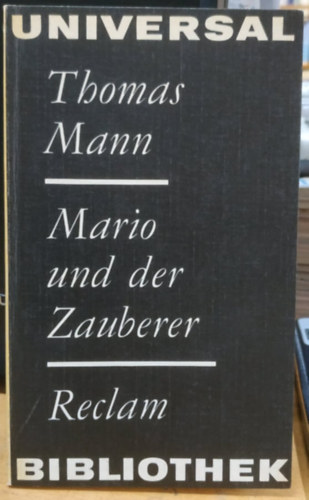 UNIVERSAL
Thomas
Mann
Mario
und der
Zauberer
Reclam
BIBLIOTHEK